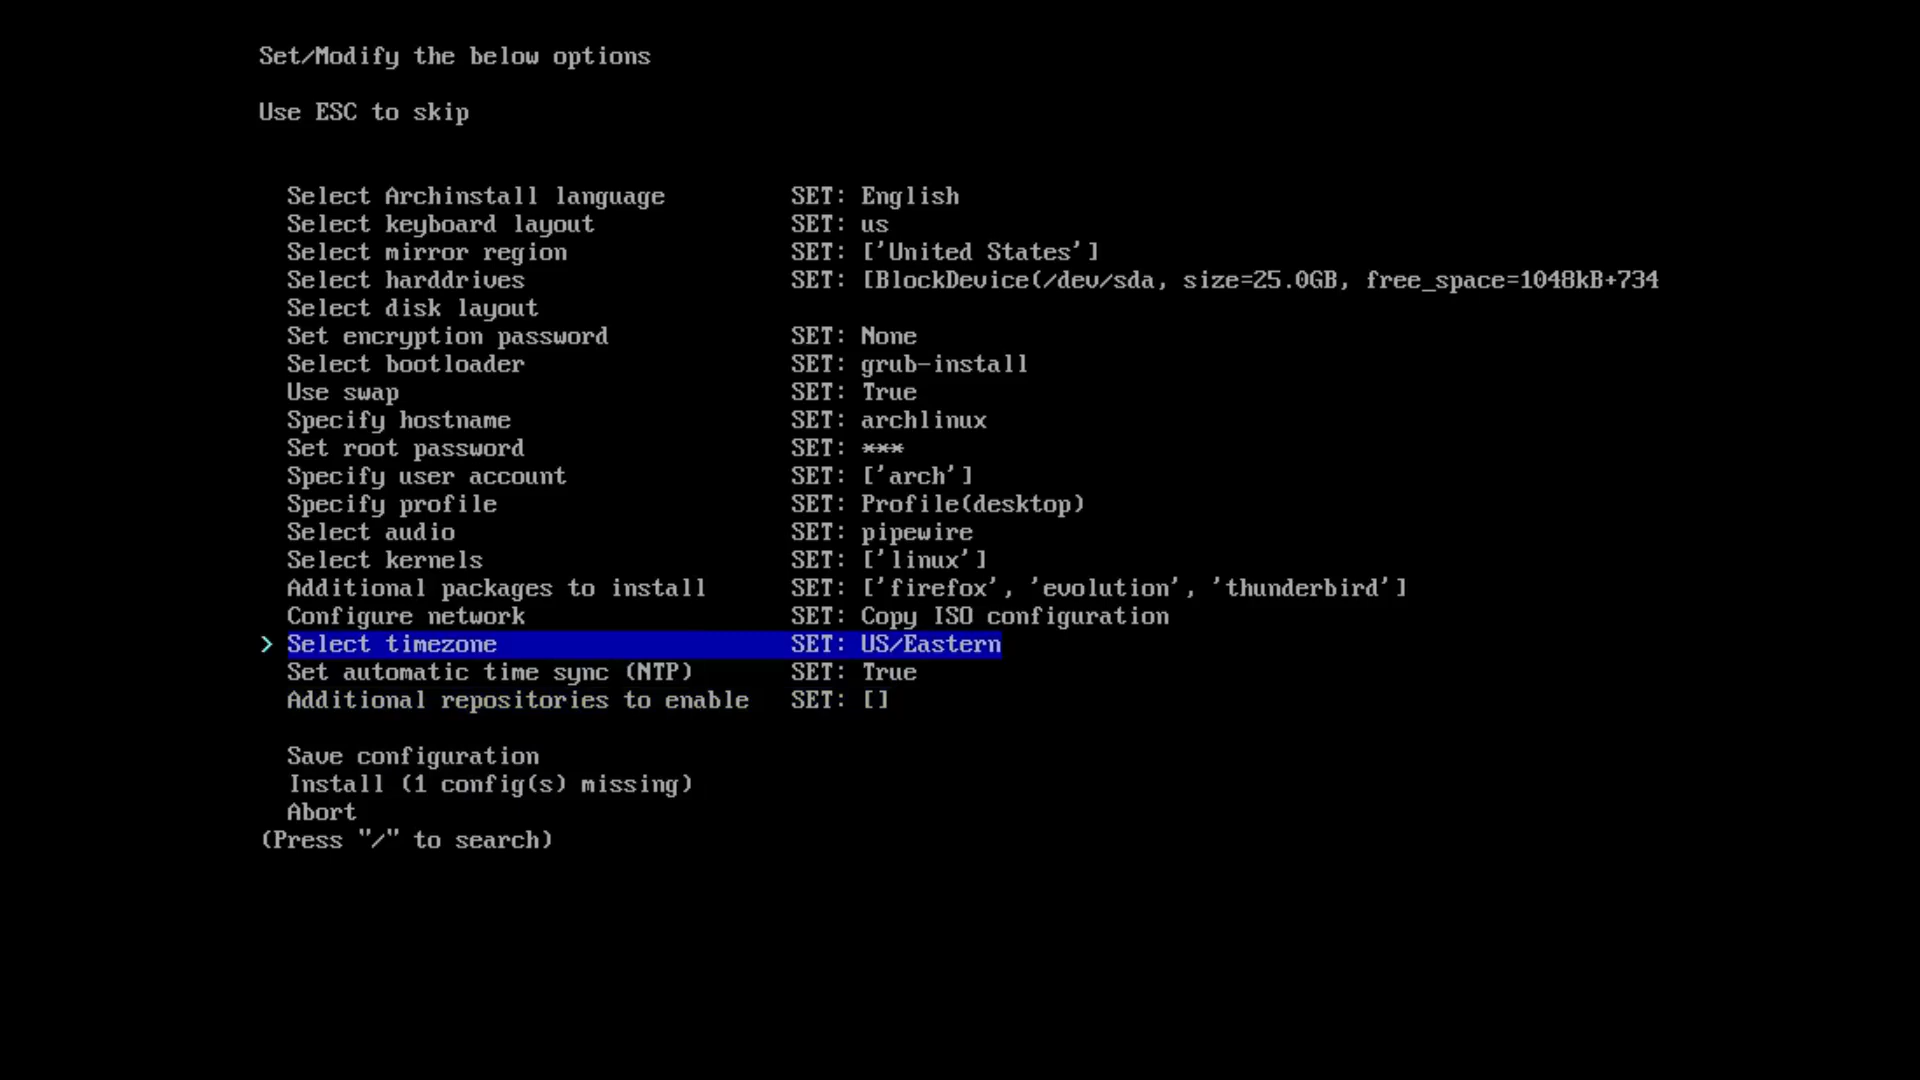 Set/Modify the below options
Use ESC to skip
Select Archinstall language SET: English
Select keyboard layout SET: us
Select mirror region SET: ['United States']
Select harddrives SET: [BlockDevice(/dev/sda, size=25.0GB, free_space=1048kB+734
Select disk layout
Set encryption password SET: None
Select bootloader SET: grub-install
Use swap SET: True
Specify hostname SET: archlinux
Set root password SET: ***
Specify user account SET: ['arch']
Specify profile SET: Profile(desktop)
Select audio SET: pipewire
Select kernels SET: ['linux']
Additional packages to install SET: ['firefox', 'evolution', 'thunderbird']
Configure network SET: Copy ISO configuration
> Select timezone SET: US/Eastern
Set automatic time sync (NTP) SET: True
Additional repositories to enable SET: []
Save configuration
Install (1 config(s) missing)
Abort
(Press "/" to search)